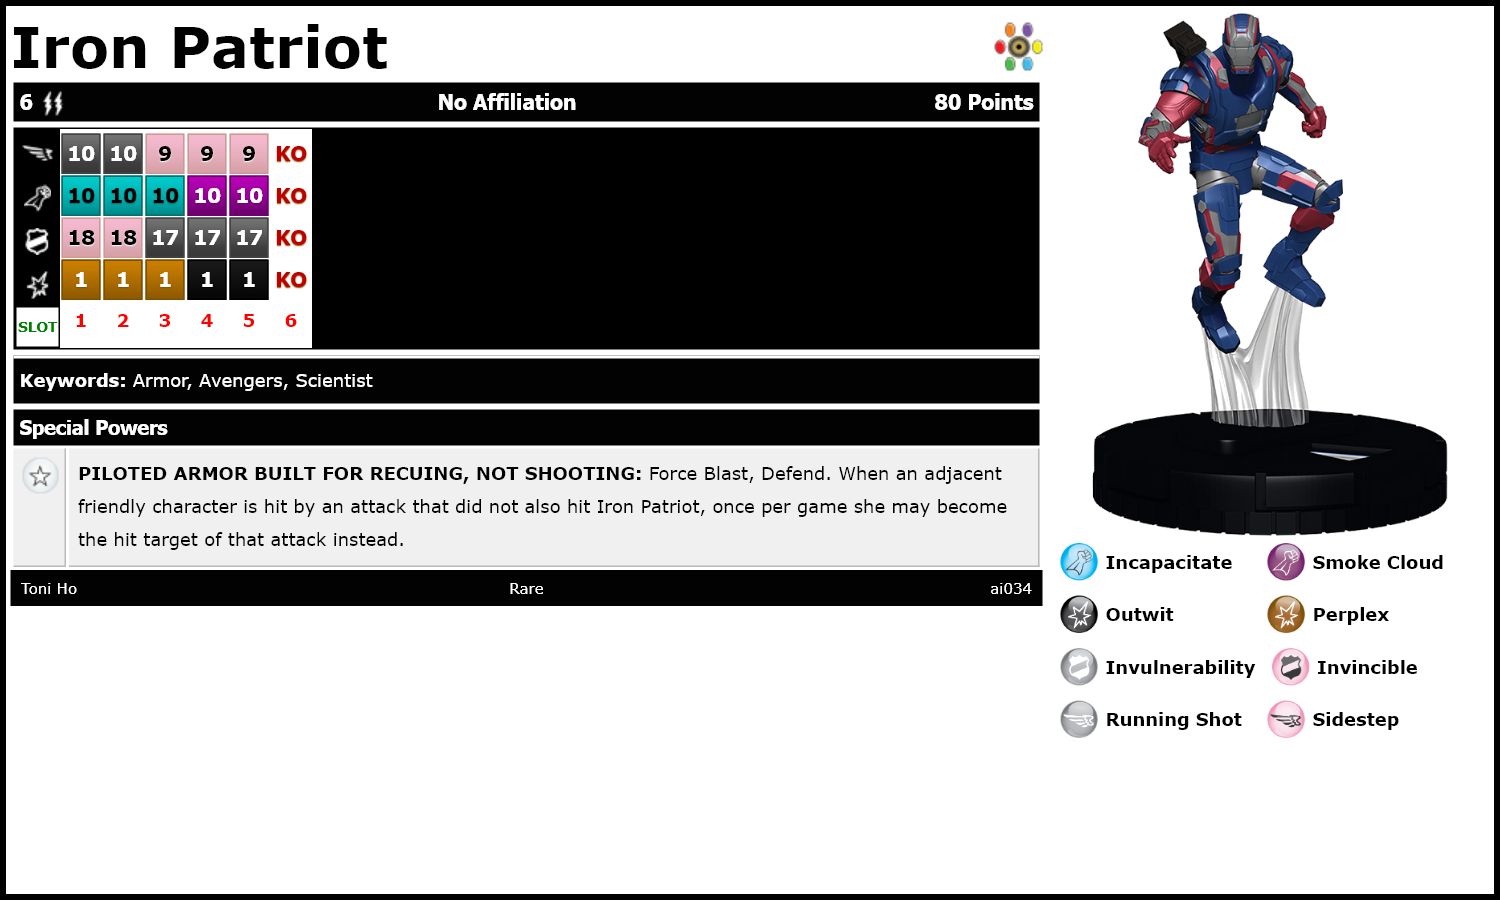 Iron Patriot
6 No Affiliation 80 Points
10 10 9 9 9 KO
10 10 10 10 10 KO
18 18 17 17 17 KO
1 1 1 1 1 KO
SLOT 1 2 3 4 5 6
Keywords: Armor, Avengers, Scientist
Special Powers
PILOTED ARMOR BUILT FOR RECUING, NOT SHOOTING: Force Blast, Defend. When an adjacent
friendly character is hit by an attack that did not also hit Iron Patriot, once per game she may become
the hit target of that attack instead.
Toni Ho Rare ai034
Incapacitate Smoke Cloud
Outwit Perplex
Invulnerability Invincible
Running Shot Sidestep